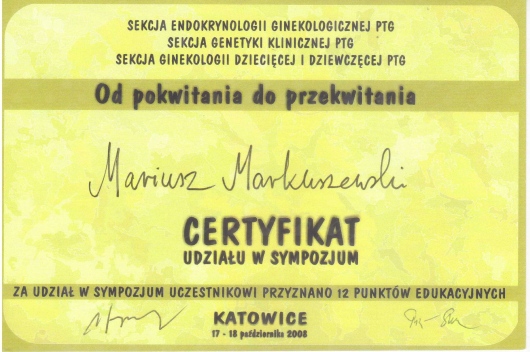 SEKCJA ENDOKRYNOLOGII GINEKOLOGICZNEJ PTG
SEKCJA GENETYKI KLINICZNEJ PTG
SEKCJA GINEKOLOGII DZIECIĘCEJ I DZIEWCZĘCEJ PTG
Od pokwitania do przekwitania
Mariusz Markuszewski
CERTYFIKAT
UDZIAŁU W SYMPOZJUM
ZA UDZIAŁ W SYMPOZJUM UCZESTNIKOWI PRZYZNANO 12 PUNKTÓW EDUKACYJNYCH
KATOWICE
17 - 18 października 2008